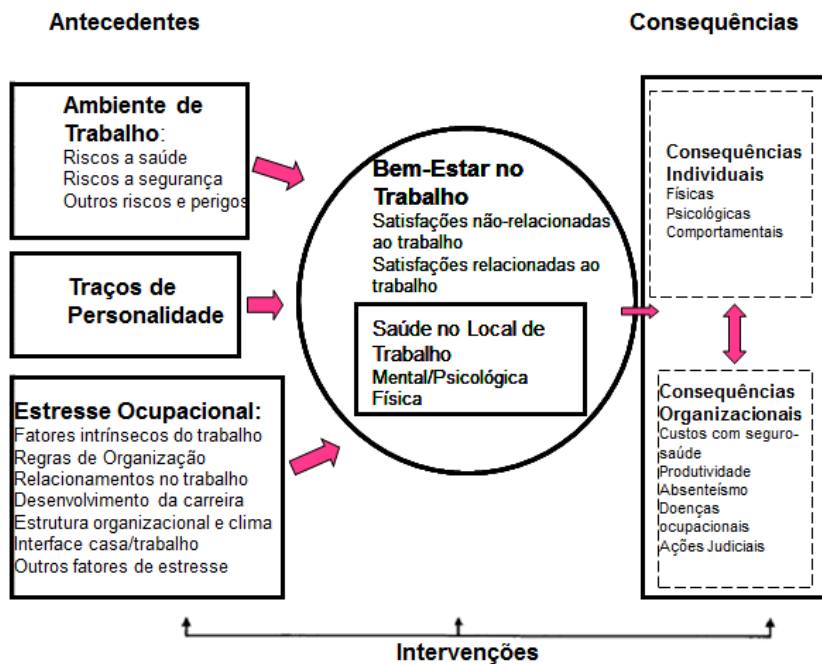 Antecedentes
Consequências
Ambiente de
Trabalho:
Riscos a saúde
Riscos a segurança
Outros riscos e perigos
Traços de
Personalidade
Estresse Ocupacional:
Fatores intrínsecos do trabalho
Regras de Organização
Relacionamentos no trabalho
Desenvolvimento da carreira
Estrutura organizacional e clima
Interface casa/trabalho
Outros fatores de estresse
Bem-Estar no
Trabalho
Satisfações não-relacionadas
ao trabalho
Satisfações relacionadas ao
trabalho
Saúde no Local de
Trabalho
Mental/Psicológica
Física
Consequências
Individuais
Físicas
Psicológicas
Comportamentais
Consequências
Organizacionais
Custos com seguro-
saúde
Produtividade
Absenteísmo
Doenças
ocupacionais
Ações Judiciais
Intervenções